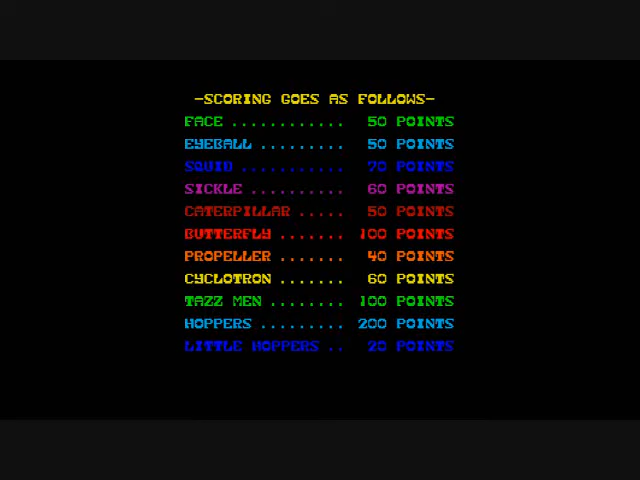 -SCORING GOES AS FOLLOWS-
FACE ............ 50 POINTS
EYEBALL ......... 50 POINTS
SQUID ........... 70 POINTS
SICKLE .......... 60 POINTS
CATERPILLAR ..... 50 POINTS
BUTTERFLY ....... 100 POINTS
PROPELLER ....... 40 POINTS
CYCLOTRON ....... 60 POINTS
TAZZ MEN ........ 100 POINTS
HOPPERS ......... 200 POINTS
LITTLE HOPPERS .. 20 POINTS